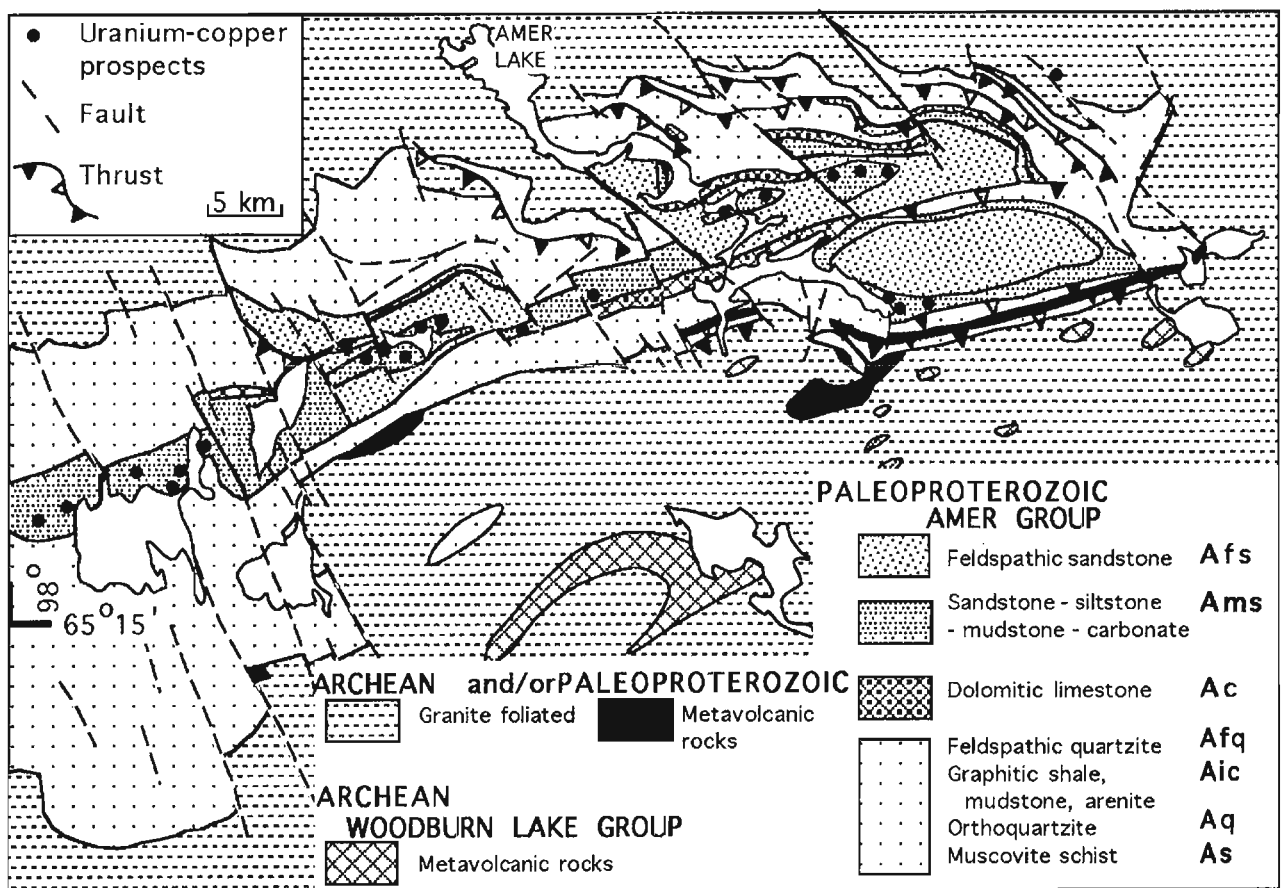 Uranium-copper
prospects
Fault
Thrust
5 km
AMER
LAKE
98°
65°15
PALEOPROTEROZOIC
AMER GROUP
Feldspathic sandstone Afs
Sandstone - siltstone Ams
- mudstone - carbonate
Dolomitic limestone Ac
Feldspathic quartzite Afq
Graphitic shale, Aic
mudstone, arenite
Orthoquartzite Aq
Muscovite schist As
ARCHEAN and/or PALEOPROTEROZOIC
Granite foliated
Metavolcanic
rocks
ARCHEAN
WOODBURN LAKE GROUP
Metavolcanic rocks